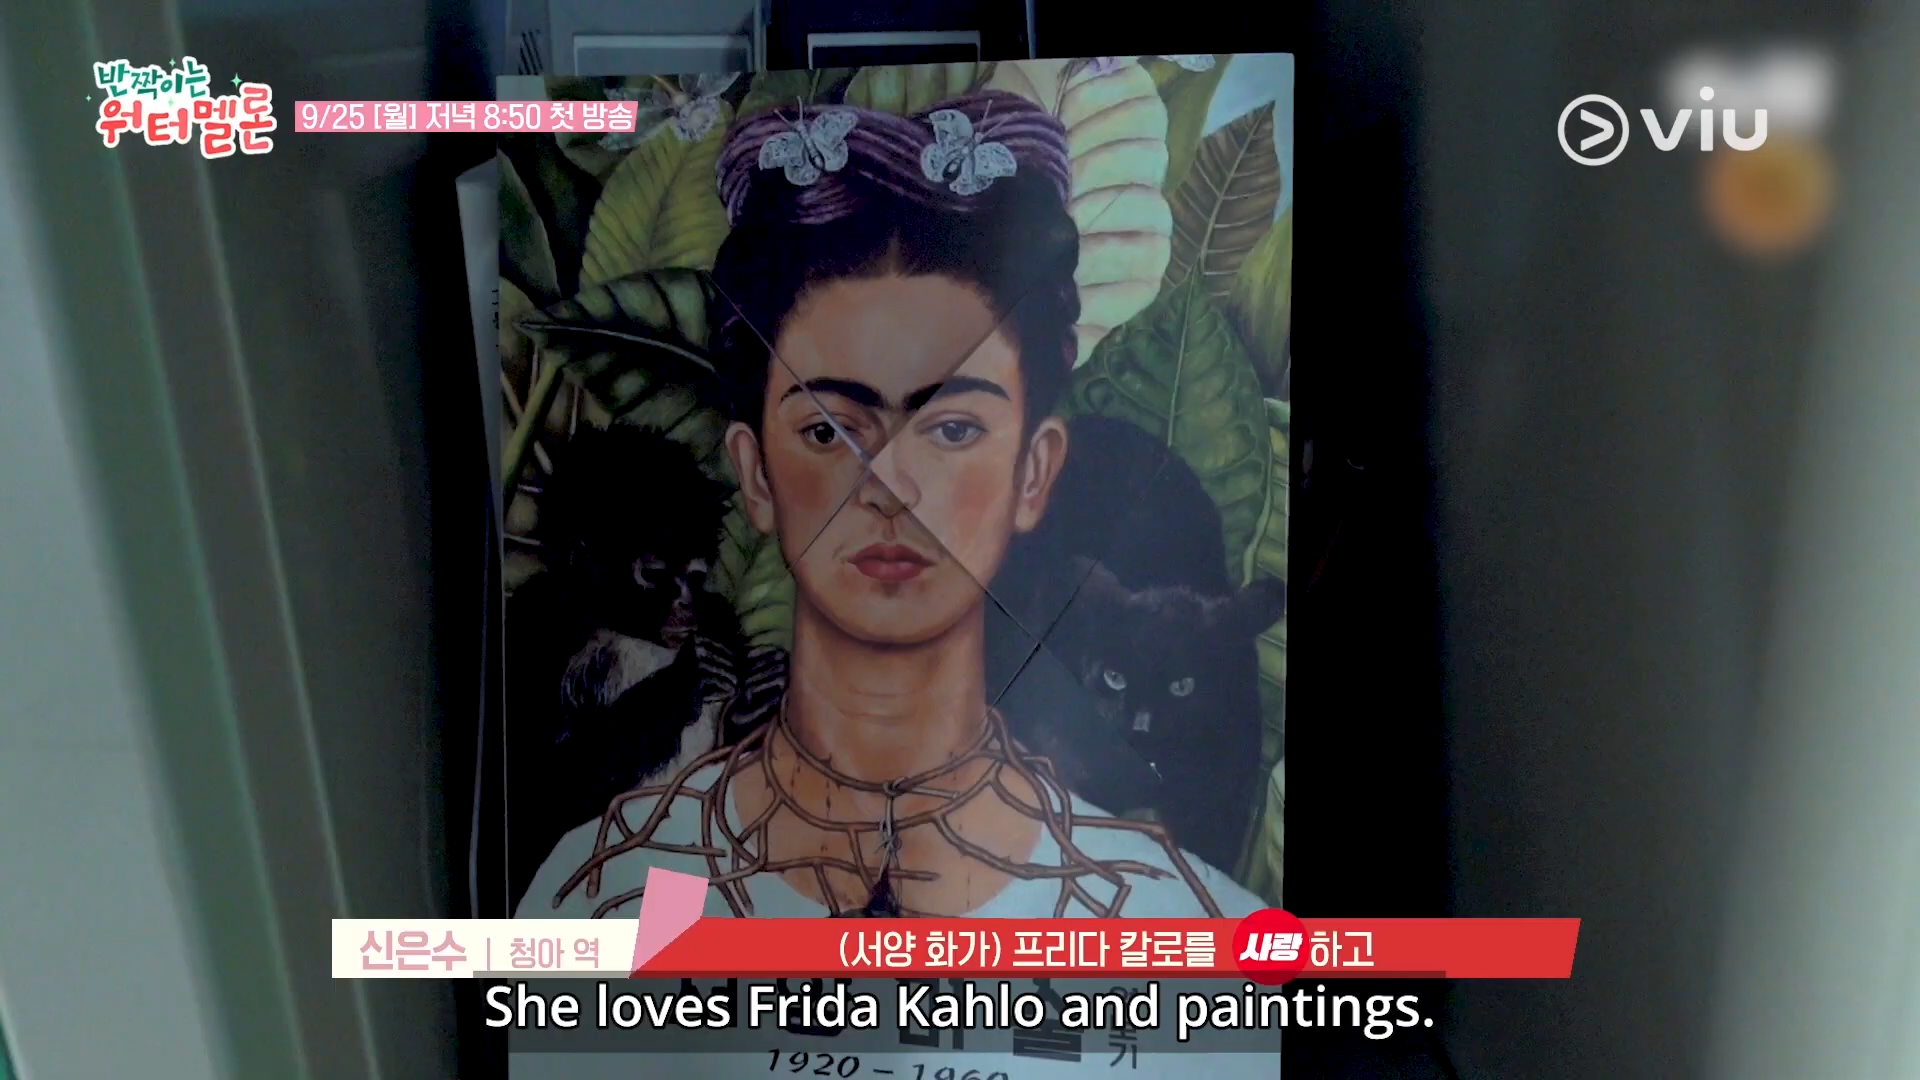 반짝이는
워터멜론
9/25 [월] 저녁 8:50 첫 방송
viu
신은수 | 청아 역
(서양 화가) 프리다 칼로를 사랑하고
She loves Frida Kahlo and paintings.
1920 – 1960